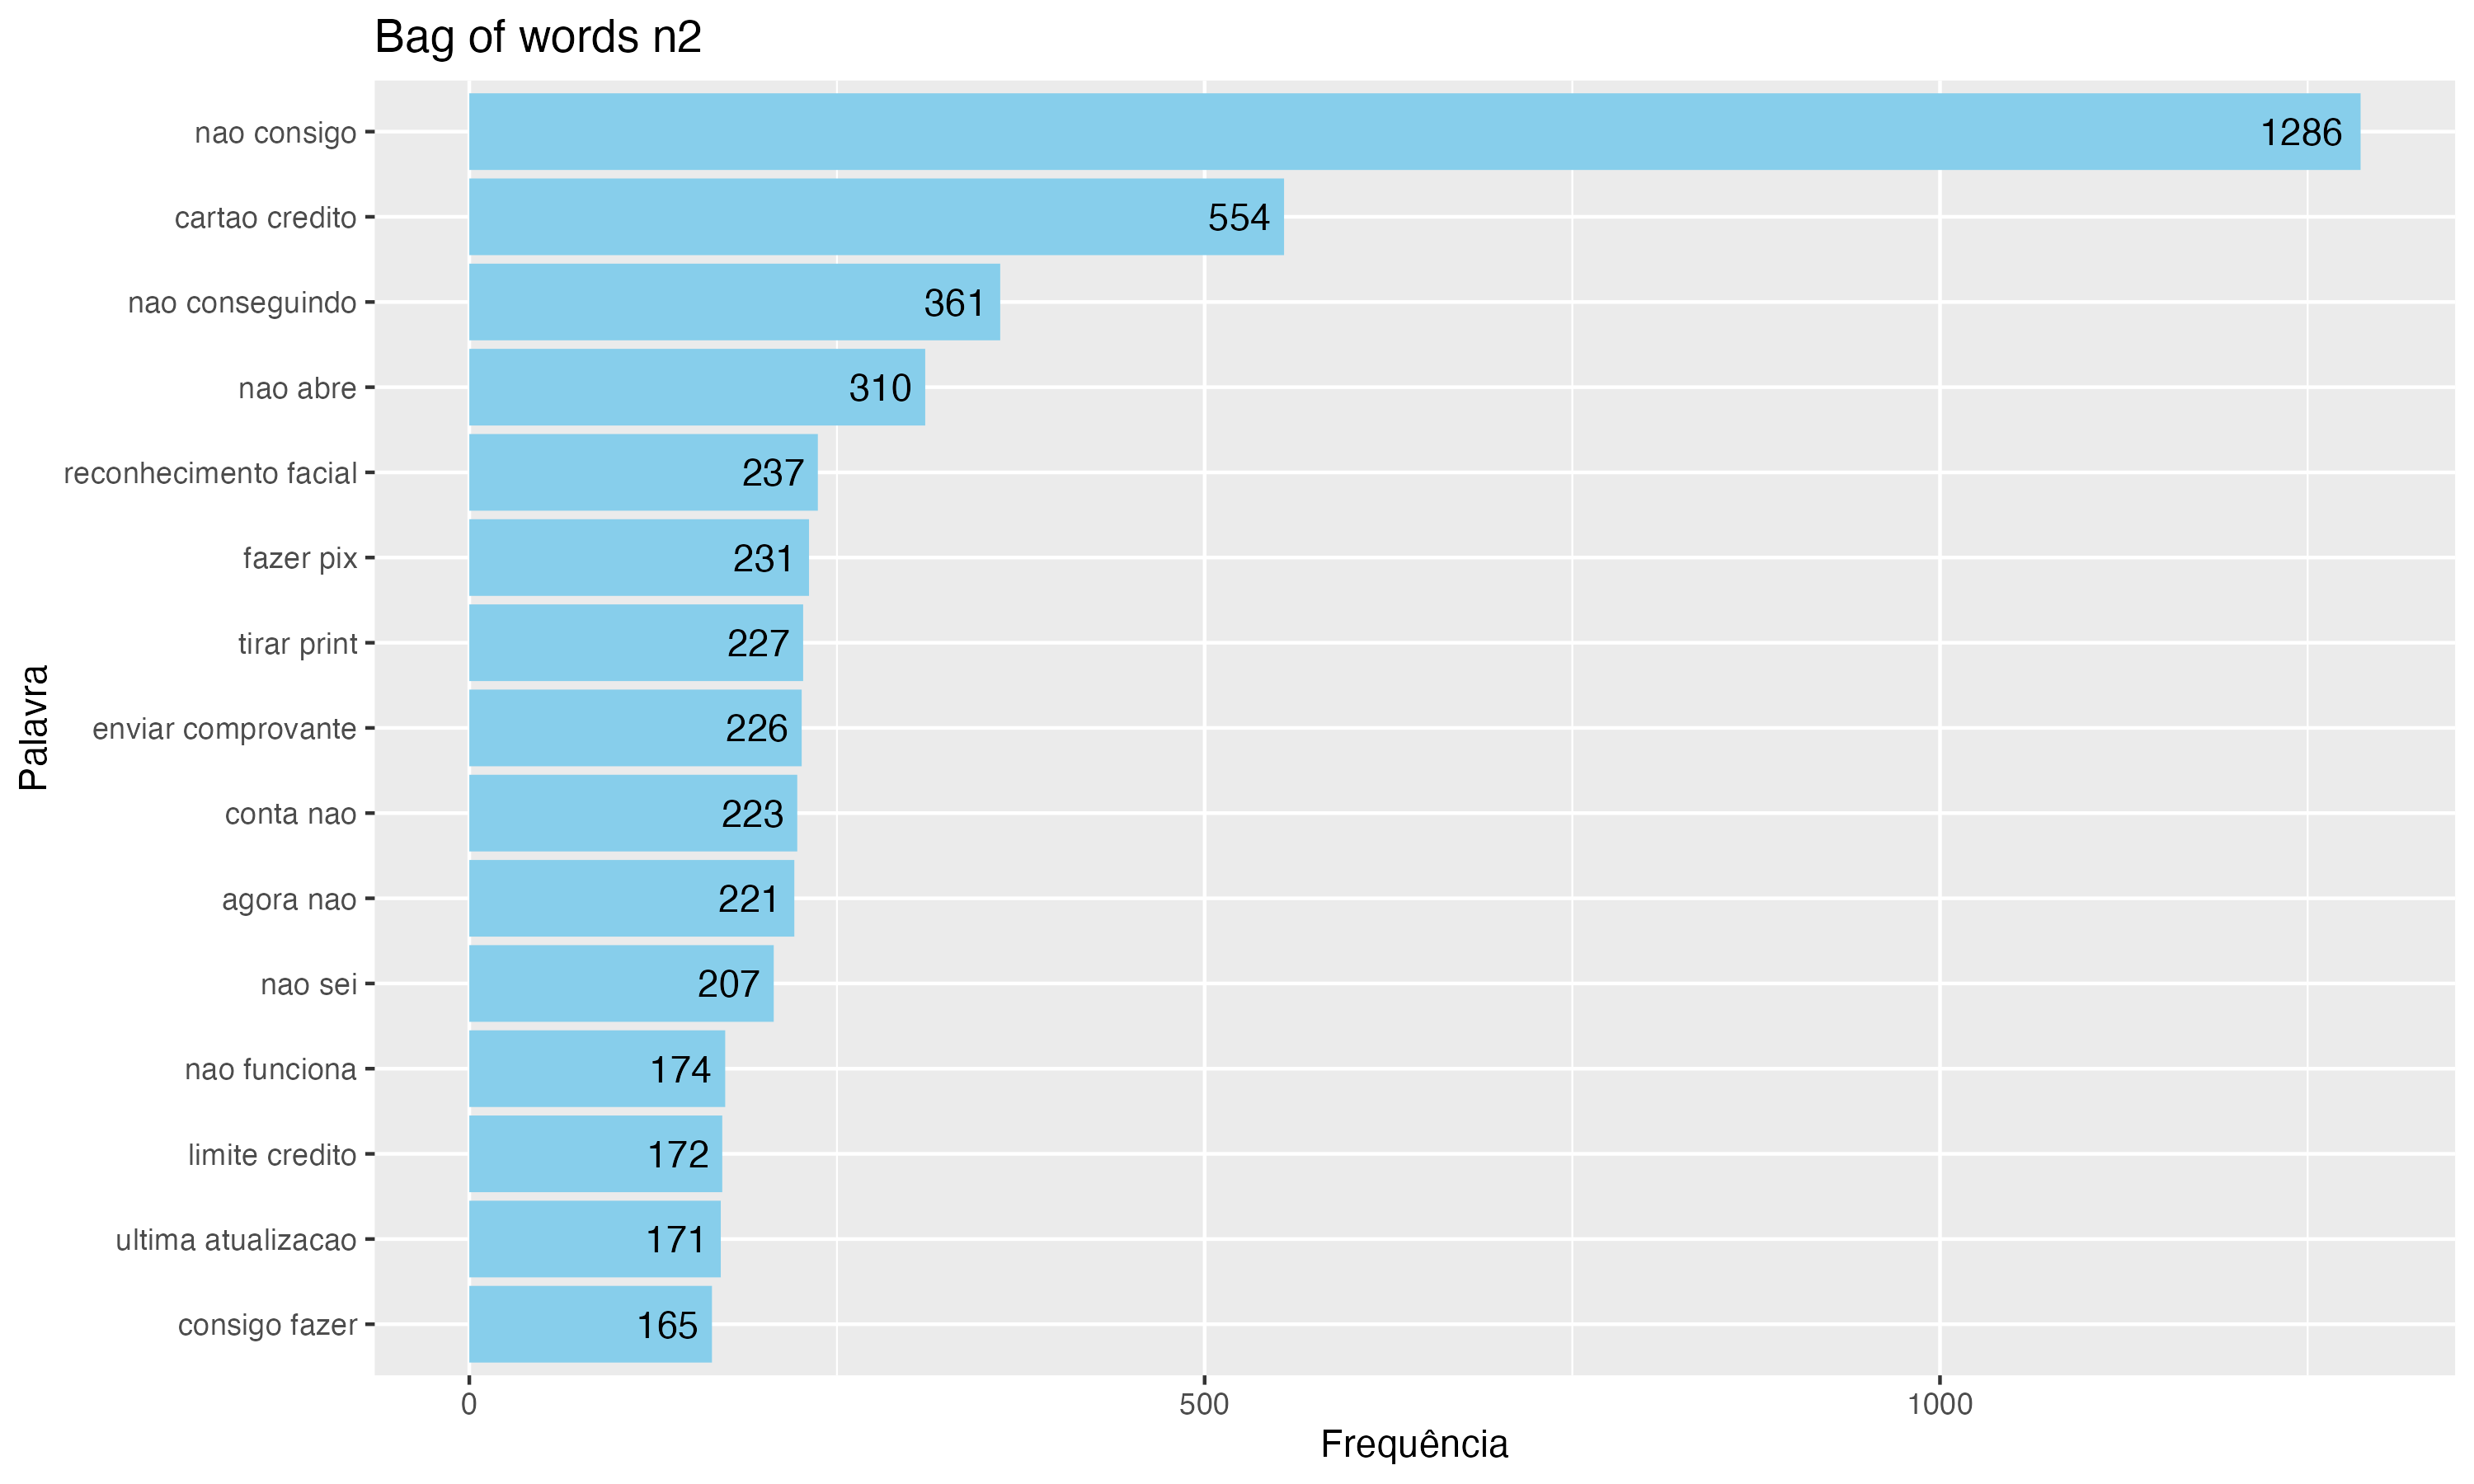 Bag of words n2
Palavra
nao consigo 1286
cartao credito 554
nao conseguindo 361
nao abre 310
reconhecimento facial 237
fazer pix 231
tirar print 227
enviar comprovante 226
conta nao 223
agora nao 221
nao sei 207
nao funciona 174
limite credito 172
ultima atualizacao 171
consigo fazer 165
0 500 1000
Frequência